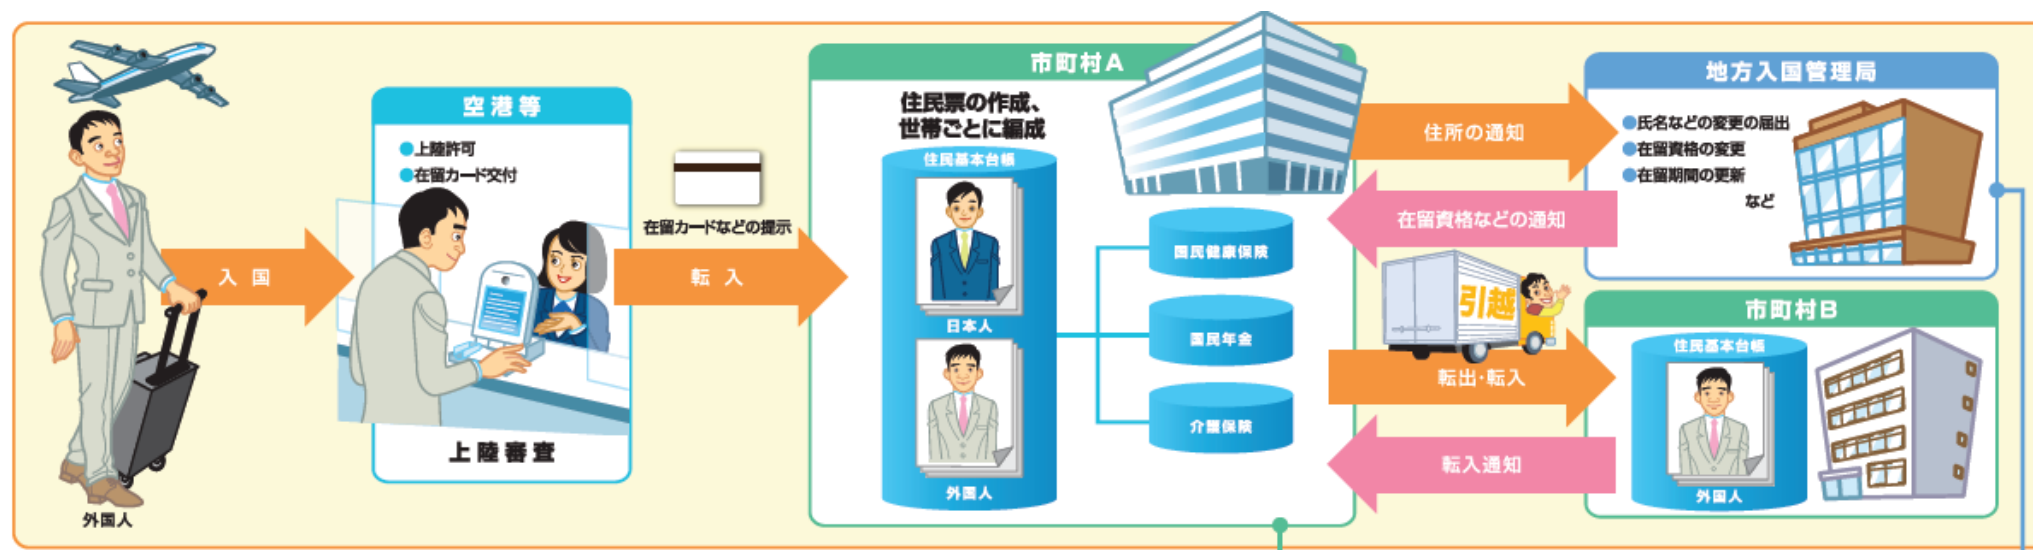 外国人
入国
空港等
●上陸許可
●在留カード交付
上陸審査
在留カードなどの提示
転入
市町村A
住民票の作成、
世帯ごとに編成
住民基本台帳
日本人
外国人
国民健康保険
国民年金
介護保険
住所の通知
在留資格などの通知
引越
転出・転入
転入通知
地方入国管理局
●氏名などの変更の届出
●在留資格の変更
●在留期間の更新
など
市町村B
住民基本台帳
外国人